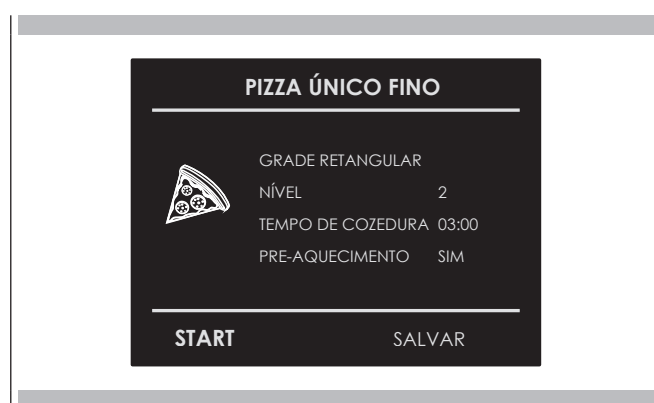 PIZZA ÚNICO FINO
GRADE RETANGULAR
NÍVEL 2
TEMPO DE COZEDURA 03:00
PRE-AQUECIMENTO SIM
START SALVAR